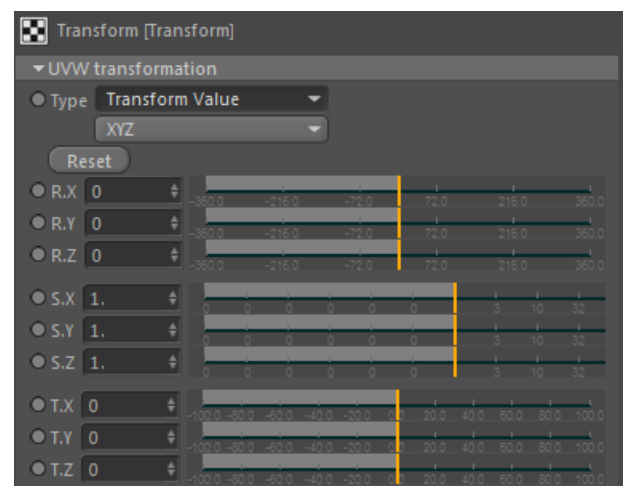 Transform [Transform]
UVW transformation
Type Transform Value
XYZ
Reset
R.X 0 -360.0 -216.0 -72.0 72.0 216.0 360.0
R.Y 0 -360.0 -216.0 -72.0 72.0 216.0 360.0
R.Z 0 -360.0 -216.0 -72.0 72.0 216.0 360.0
S.X 1. 0 0 0 0 0 0 3 10 32
S.Y 1. 0 0 0 0 0 0 3 10 32
S.Z 1. 0 0 0 0 0 0 3 10 32
T.X 0 -100.0 -80.0 -60.0 -40.0 -20.0 0.0 20.0 40.0 60.0 80.0 100.0
T.Y 0 -100.0 -80.0 -60.0 -40.0 -20.0 0.0 20.0 40.0 60.0 80.0 100.0
T.Z 0 -100.0 -80.0 -60.0 -40.0 -20.0 0.0 20.0 40.0 60.0 80.0 100.0